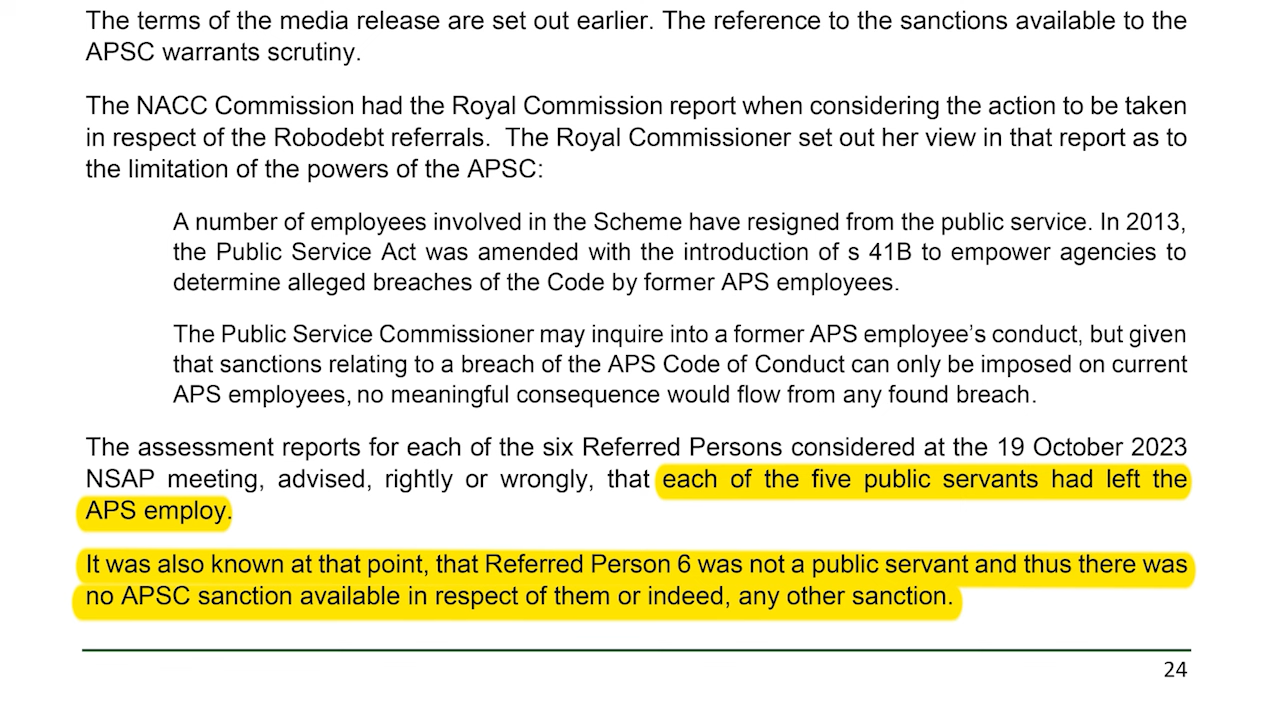 The terms of the media release are set out earlier. The reference to the sanctions available to the
APSC warrants scrutiny.
The NACC Commission had the Royal Commission report when considering the action to be taken
in respect of the Robodebt referrals.  The Royal Commissioner set out her view in that report as to
the limitation of the powers of the APSC:
A number of employees involved in the Scheme have resigned from the public service. In 2013,
the Public Service Act was amended with the introduction of s 41B to empower agencies to
determine alleged breaches of the Code by former APS employees.
The Public Service Commissioner may inquire into a former APS employee’s conduct, but given
that sanctions relating to a breach of the APS Code of Conduct can only be imposed on current
APS employees, no meaningful consequence would flow from any found breach.
The assessment reports for each of the six Referred Persons considered at the 19 October 2023
NSAP meeting, advised, rightly or wrongly, that each of the five public servants had left the
APS employ.
It was also known at that point, that Referred Person 6 was not a public servant and thus there was
no APSC sanction available in respect of them or indeed, any other sanction.
24